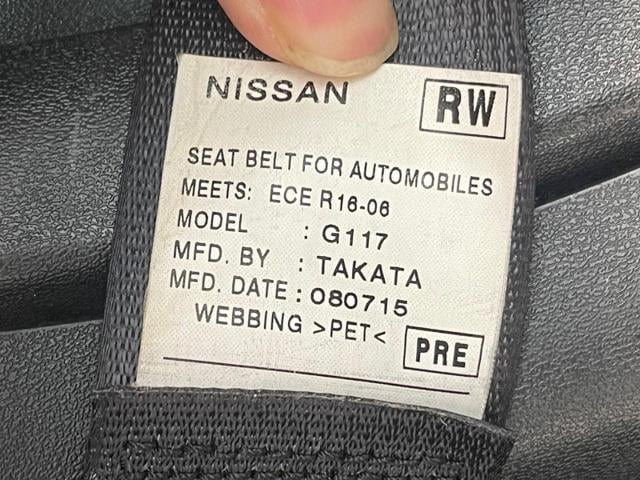 NISSAN RW
SEAT BELT FOR AUTOMOBILES
MEETS: ECE R16-06
MODEL : G117
MFD. BY : TAKATA
MFD. DATE : 080715
WEBBING >PET< PRE